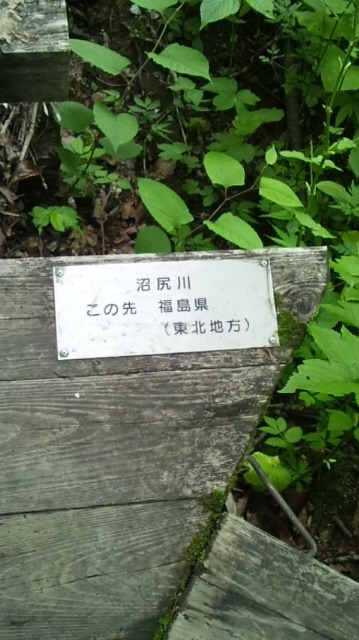 沼尻川
この先 福島県
(東北地方)